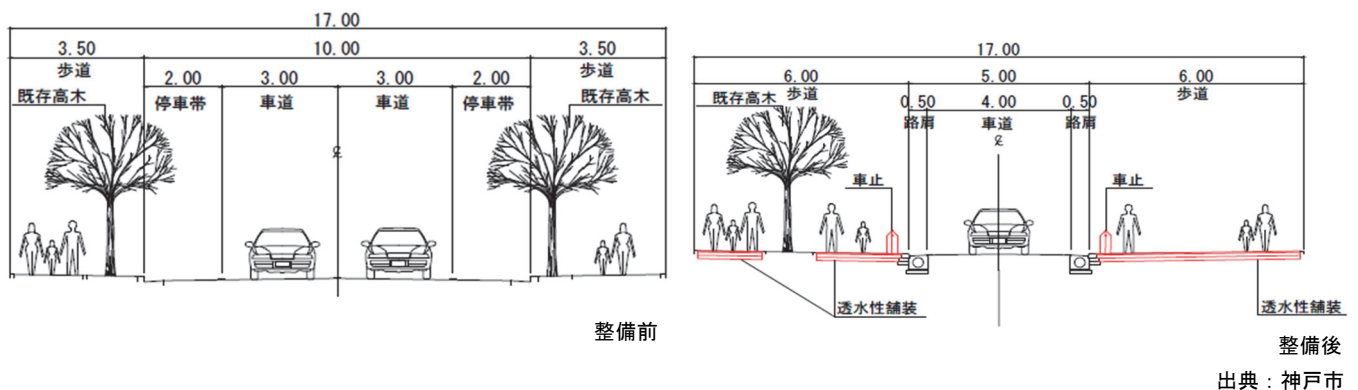 17.00
3.50 10.00 3.50
歩道 歩道
2.00 3.00 3.00 2.00
停車帯 車道 車道 停車帯
既存高木 既存高木
℄
整備前
17.00
6.00 5.00 6.00
歩道 歩道
0.50 4.00 0.50
路肩 車道 路肩
既存高木
℄
車止 車止
透水性舗装 透水性舗装
整備後
出典：神戸市